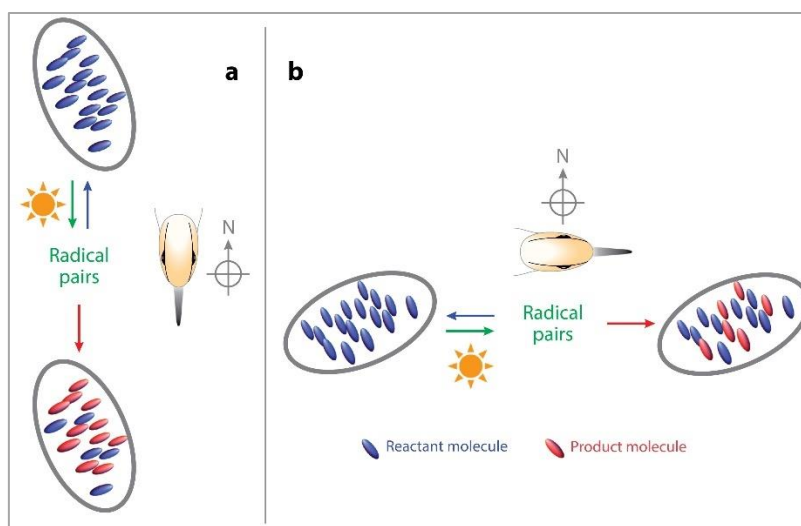 a
b
N
N
Radical
pairs
Radical
pairs
Reactant molecule
Product molecule